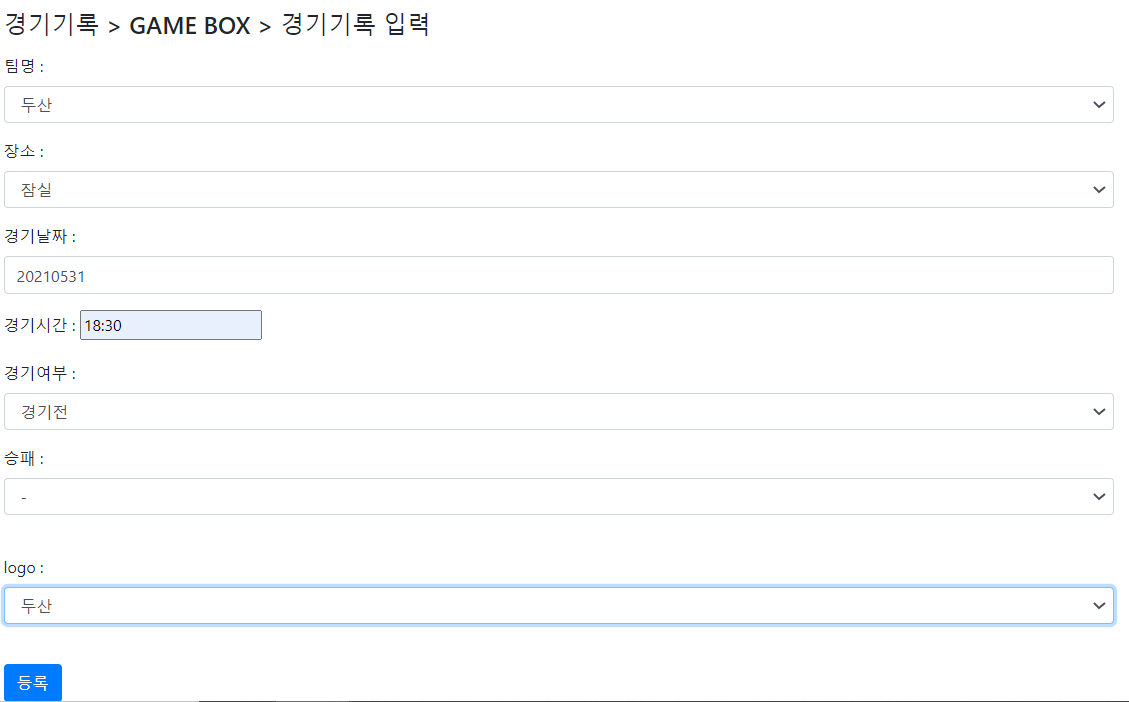 경기기록 > GAME BOX > 경기기록 입력
팀명 :
두산
장소 :
잠실
경기날짜 :
20210531
경기시간 : 18:30
경기여부 :
경기전
승패 :
-
logo :
두산
등록